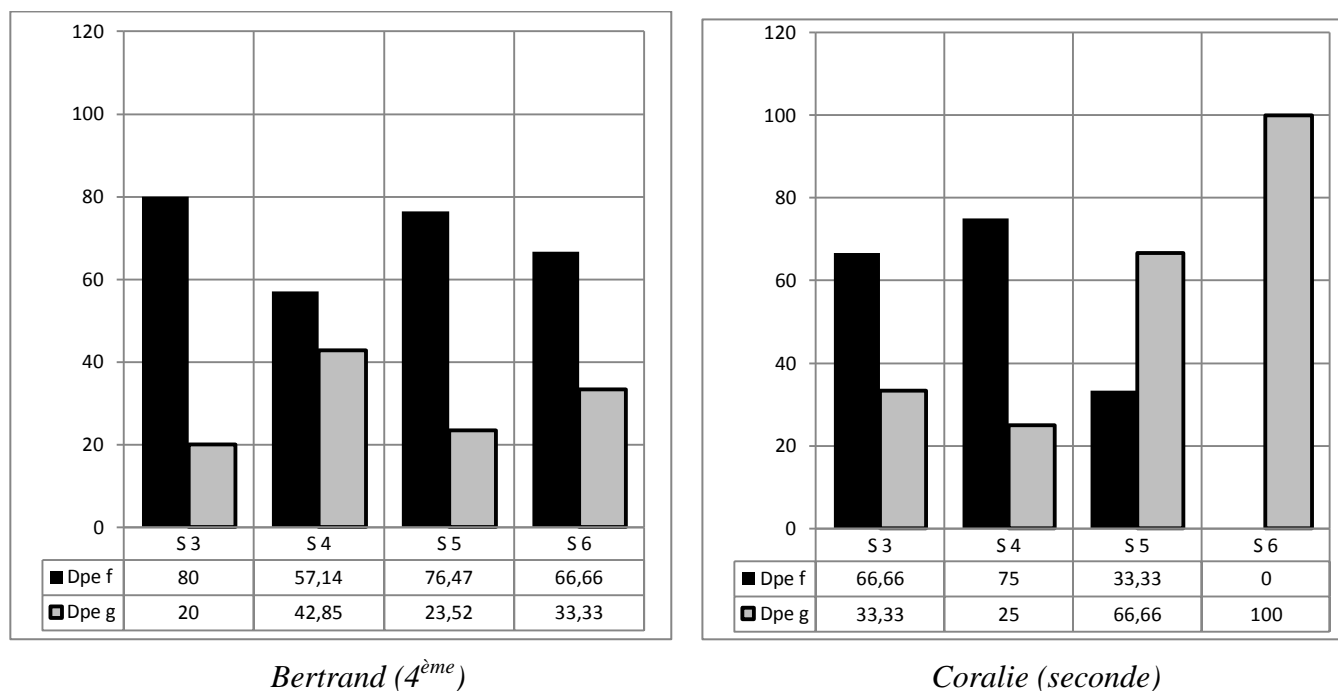 120
100
80
60
40
20
0
S 3 S 4 S 5 S 6
Dpe f 80 57,14 76,47 66,66
Dpe g 20 42,85 23,52 33,33
Bertrand (4ème)
120
100
80
60
40
20
0
S 3 S 4 S 5 S 6
Dpe f 66,66 75 33,33 0
Dpe g 33,33 25 66,66 100
Coralie (seconde)